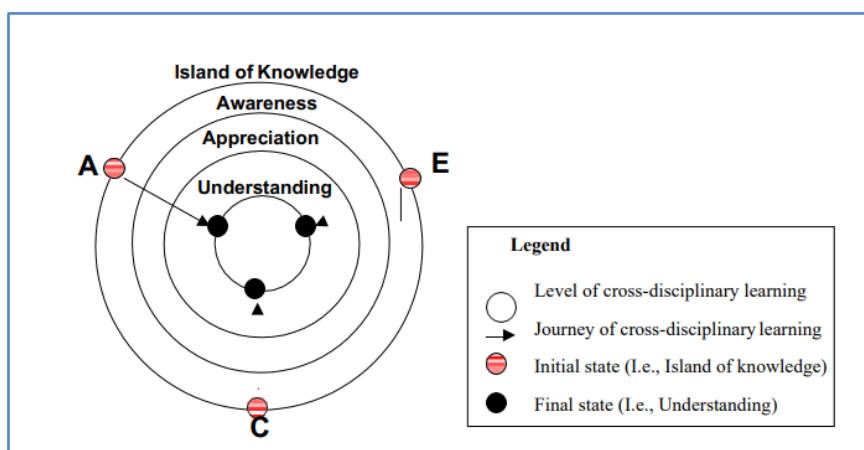 Island of Knowledge
Awareness
Appreciation
A
E
Understanding
C
Legend
Level of cross-disciplinary learning
Journey of cross-disciplinary learning
Initial state (I.e., Island of knowledge)
Final state (I.e., Understanding)